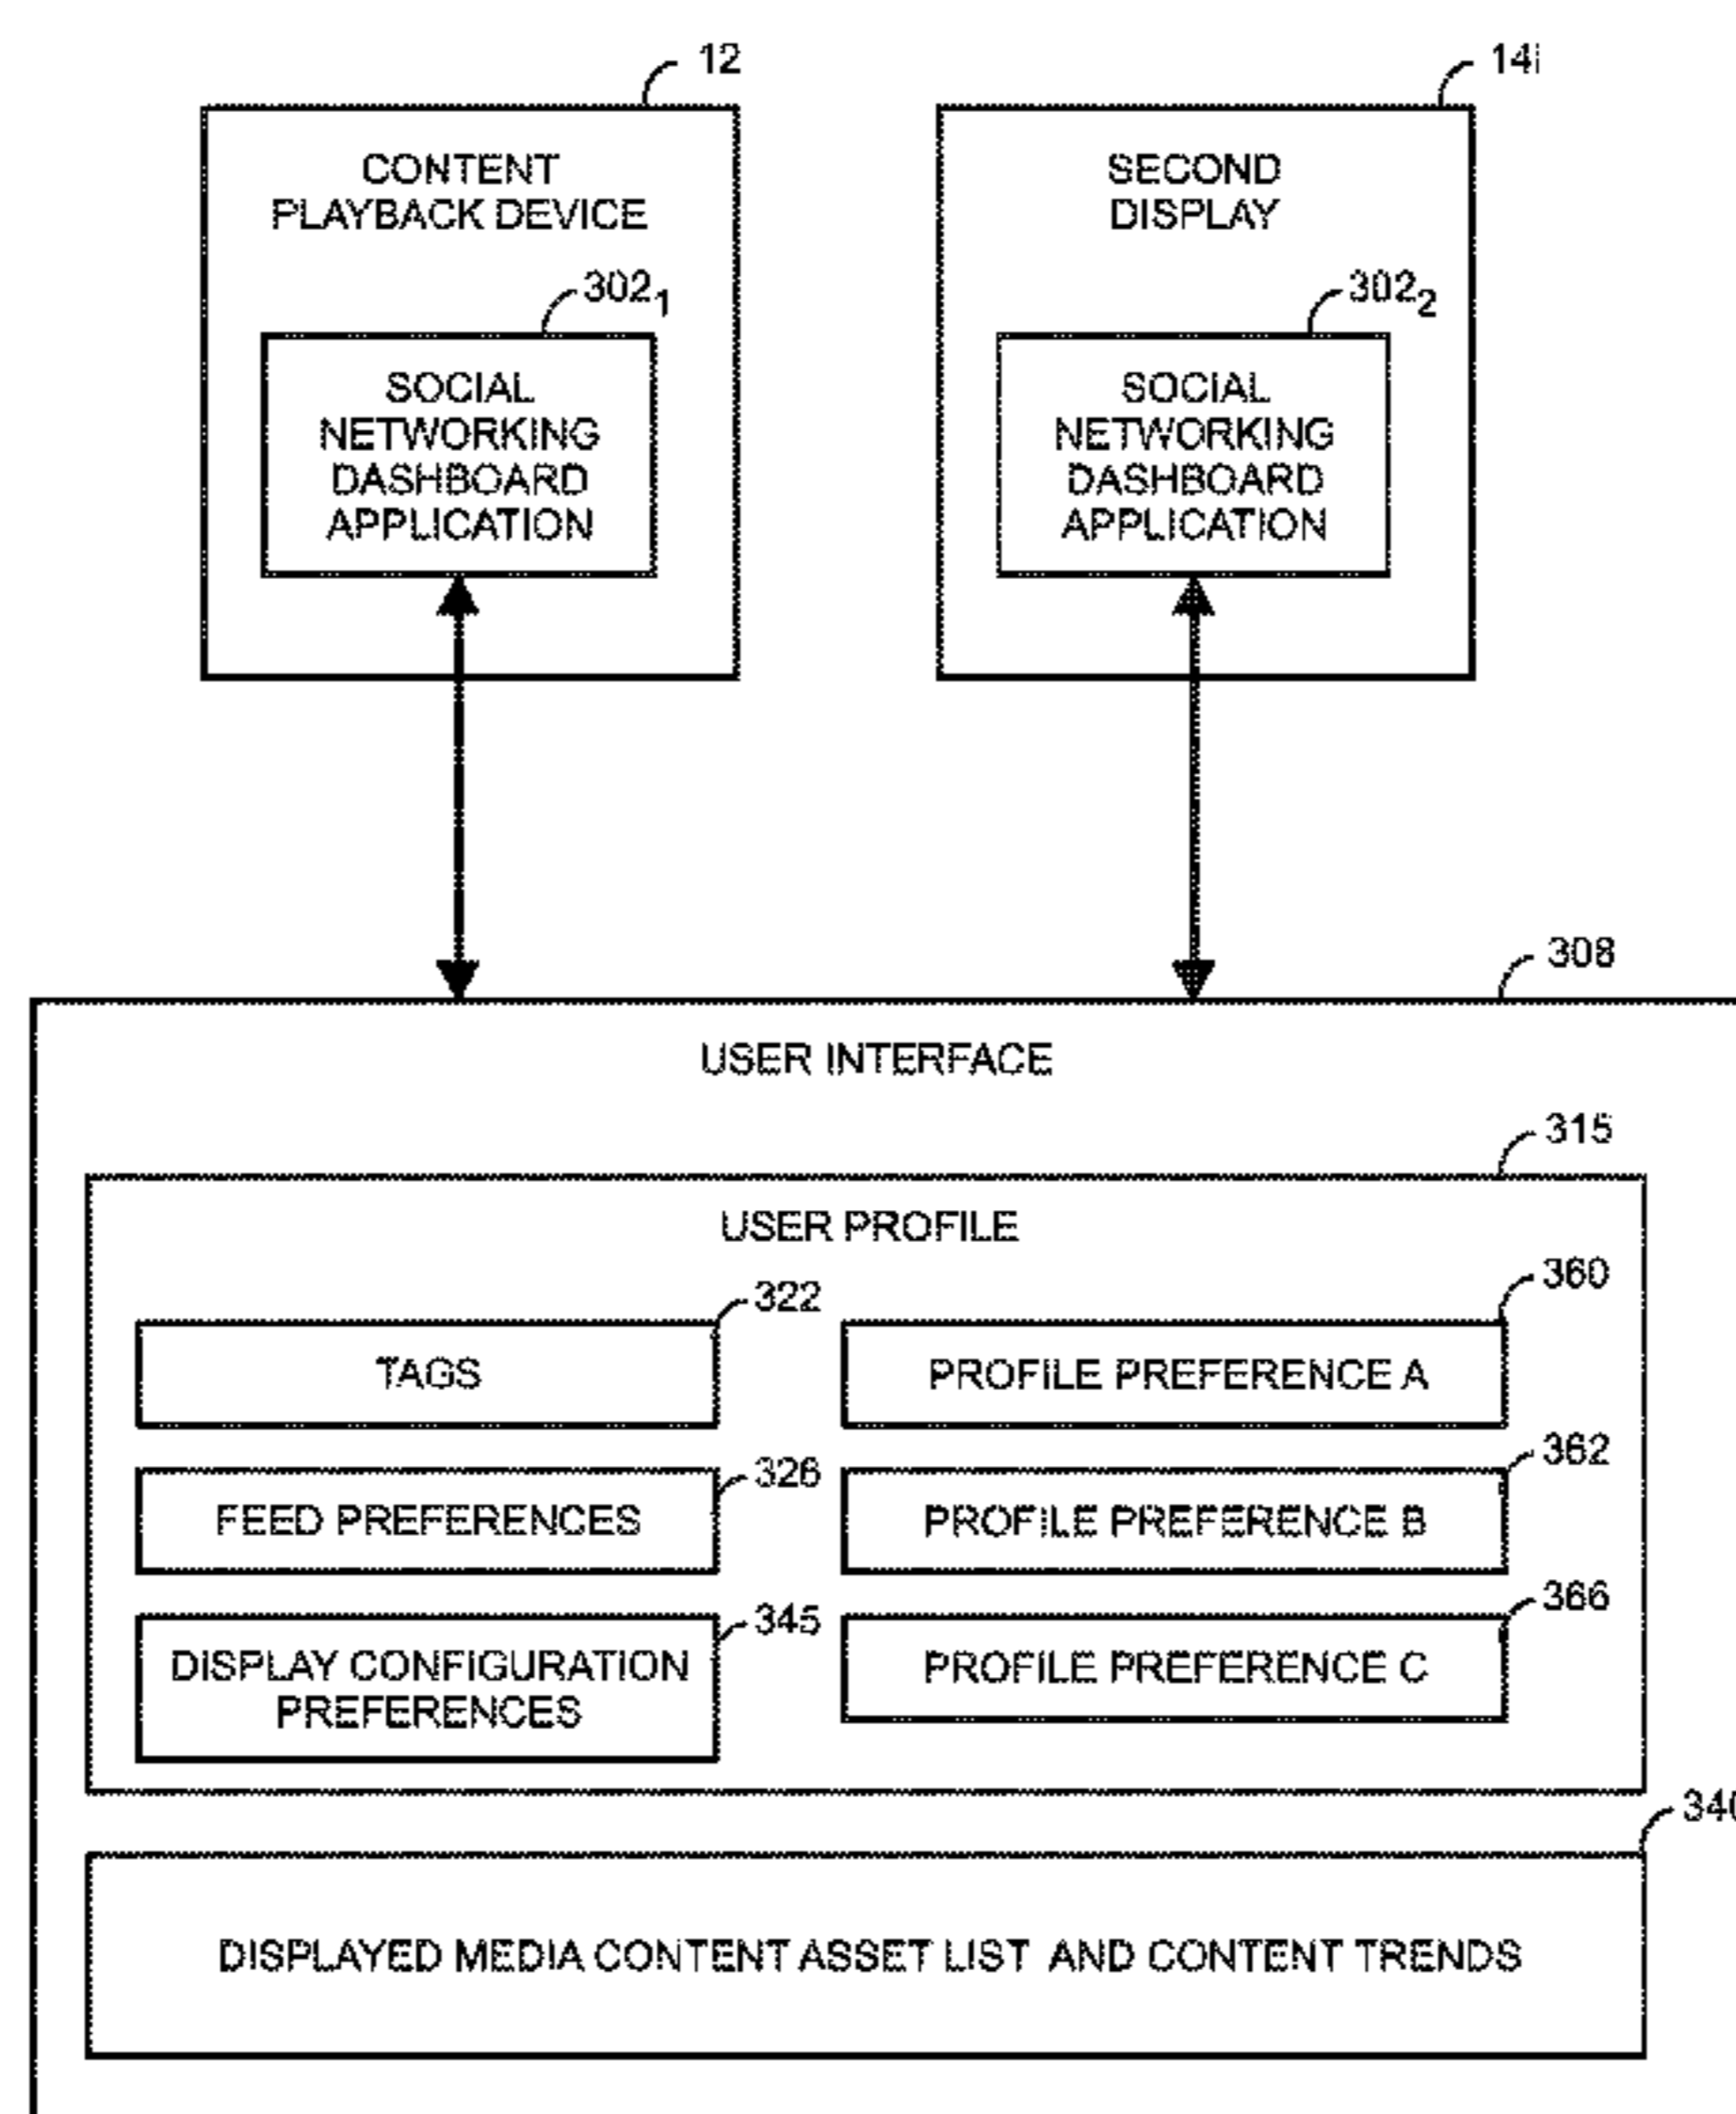 12
14i
CONTENT
PLAYBACK DEVICE
SECOND
DISPLAY
302₁
302₂
SOCIAL
NETWORKING
DASHBOARD
APPLICATION
SOCIAL
NETWORKING
DASHBOARD
APPLICATION
308
USER INTERFACE
315
USER PROFILE
322
360
TAGS
PROFILE PREFERENCE A
326
362
FEED PREFERENCES
PROFILE PREFERENCE B
345
366
DISPLAY CONFIGURATION
PREFERENCES
PROFILE PREFERENCE C
340
DISPLAYED MEDIA CONTENT ASSET LIST AND CONTENT TRENDS